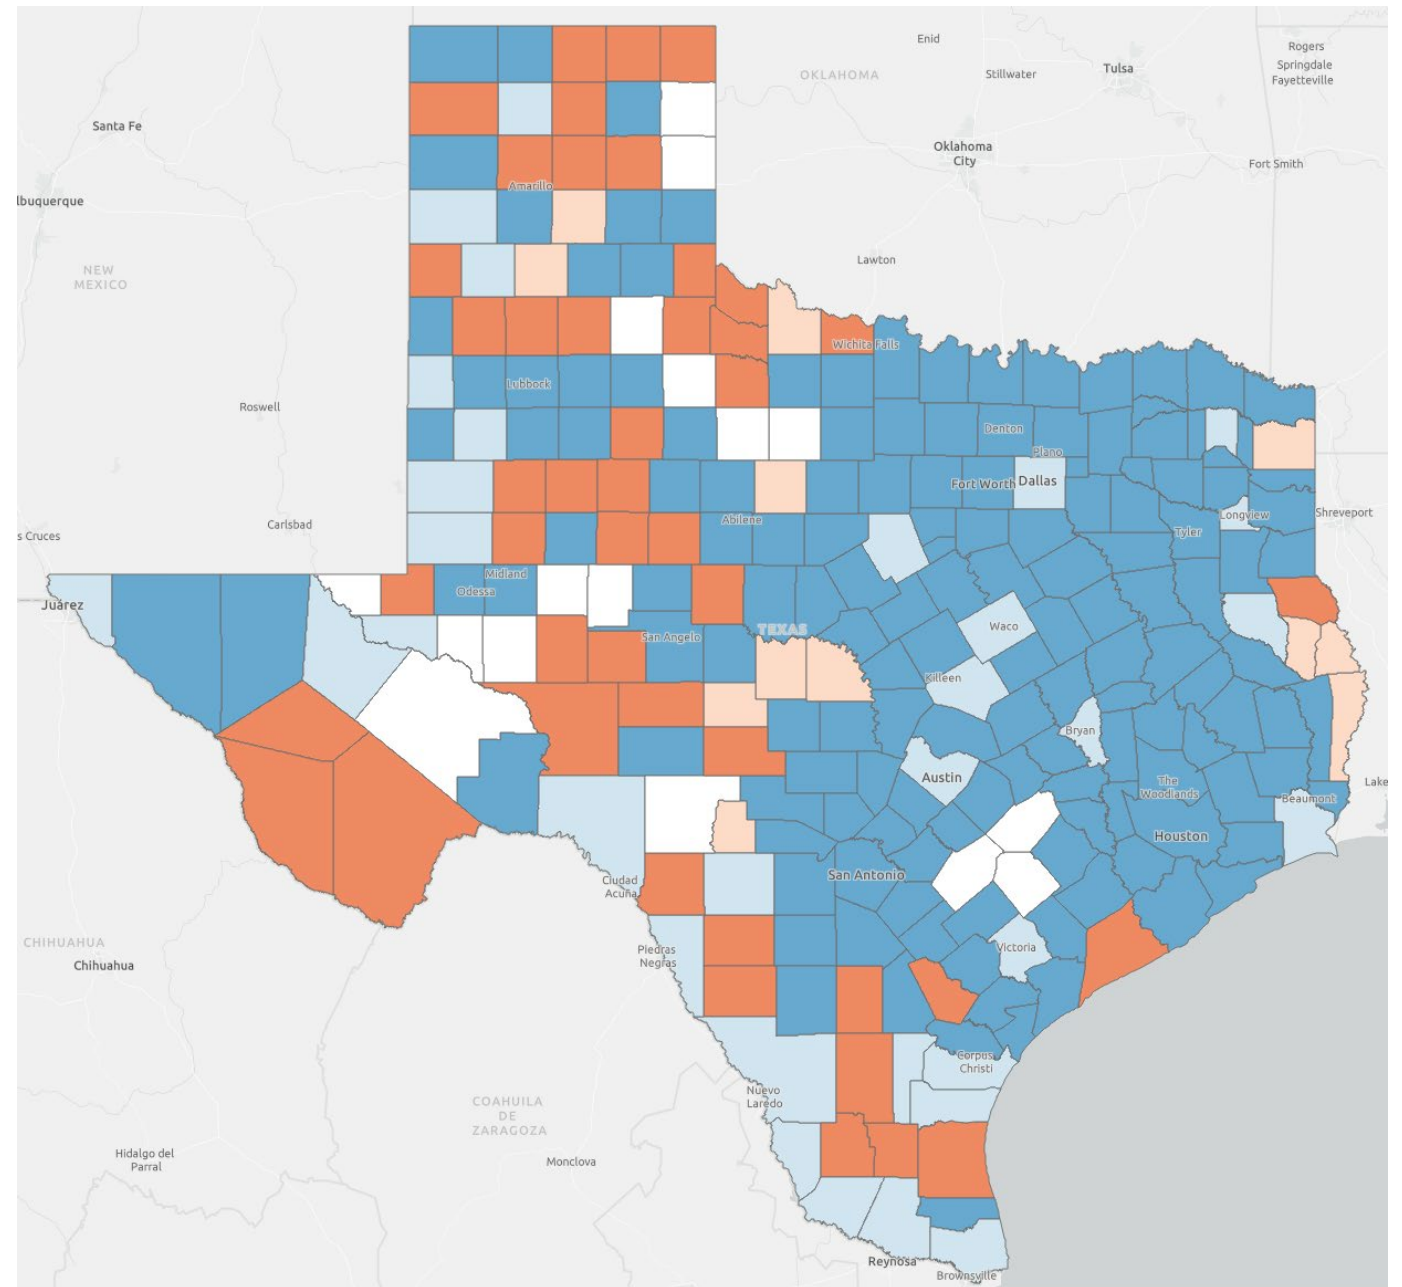 Enid
Rogers
OKLAHOMA
Stillwater
Tulsa
Springdale
Fayetteville
Santa Fe
Oklahoma
City
Fort Smith
Amarillo
lbuquerque
NEW
MEXICO
Lawton
Wichita Falls
Lubbock
Roswell
Denton
Plano
Fort Worth
Dallas
Abilene
Longview
Shreveport
Carlsbad
Tyler
s Cruces
Midland
Odessa
Juárez
TEXAS
Waco
San Angelo
Killeen
Bryan
Austin
The
Woodlands
Lake
Beaumont
Houston
San Antonio
Ciudad
Acuña
CHIHUAHUA
Chihuahua
Piedras
Negras
Victoria
Corpus
Christi
Nuevo
Laredo
COAHUILA
DE
ZARAGOZA
Hidalgo del
Parral
Monclova
Reynosa
Brownsville